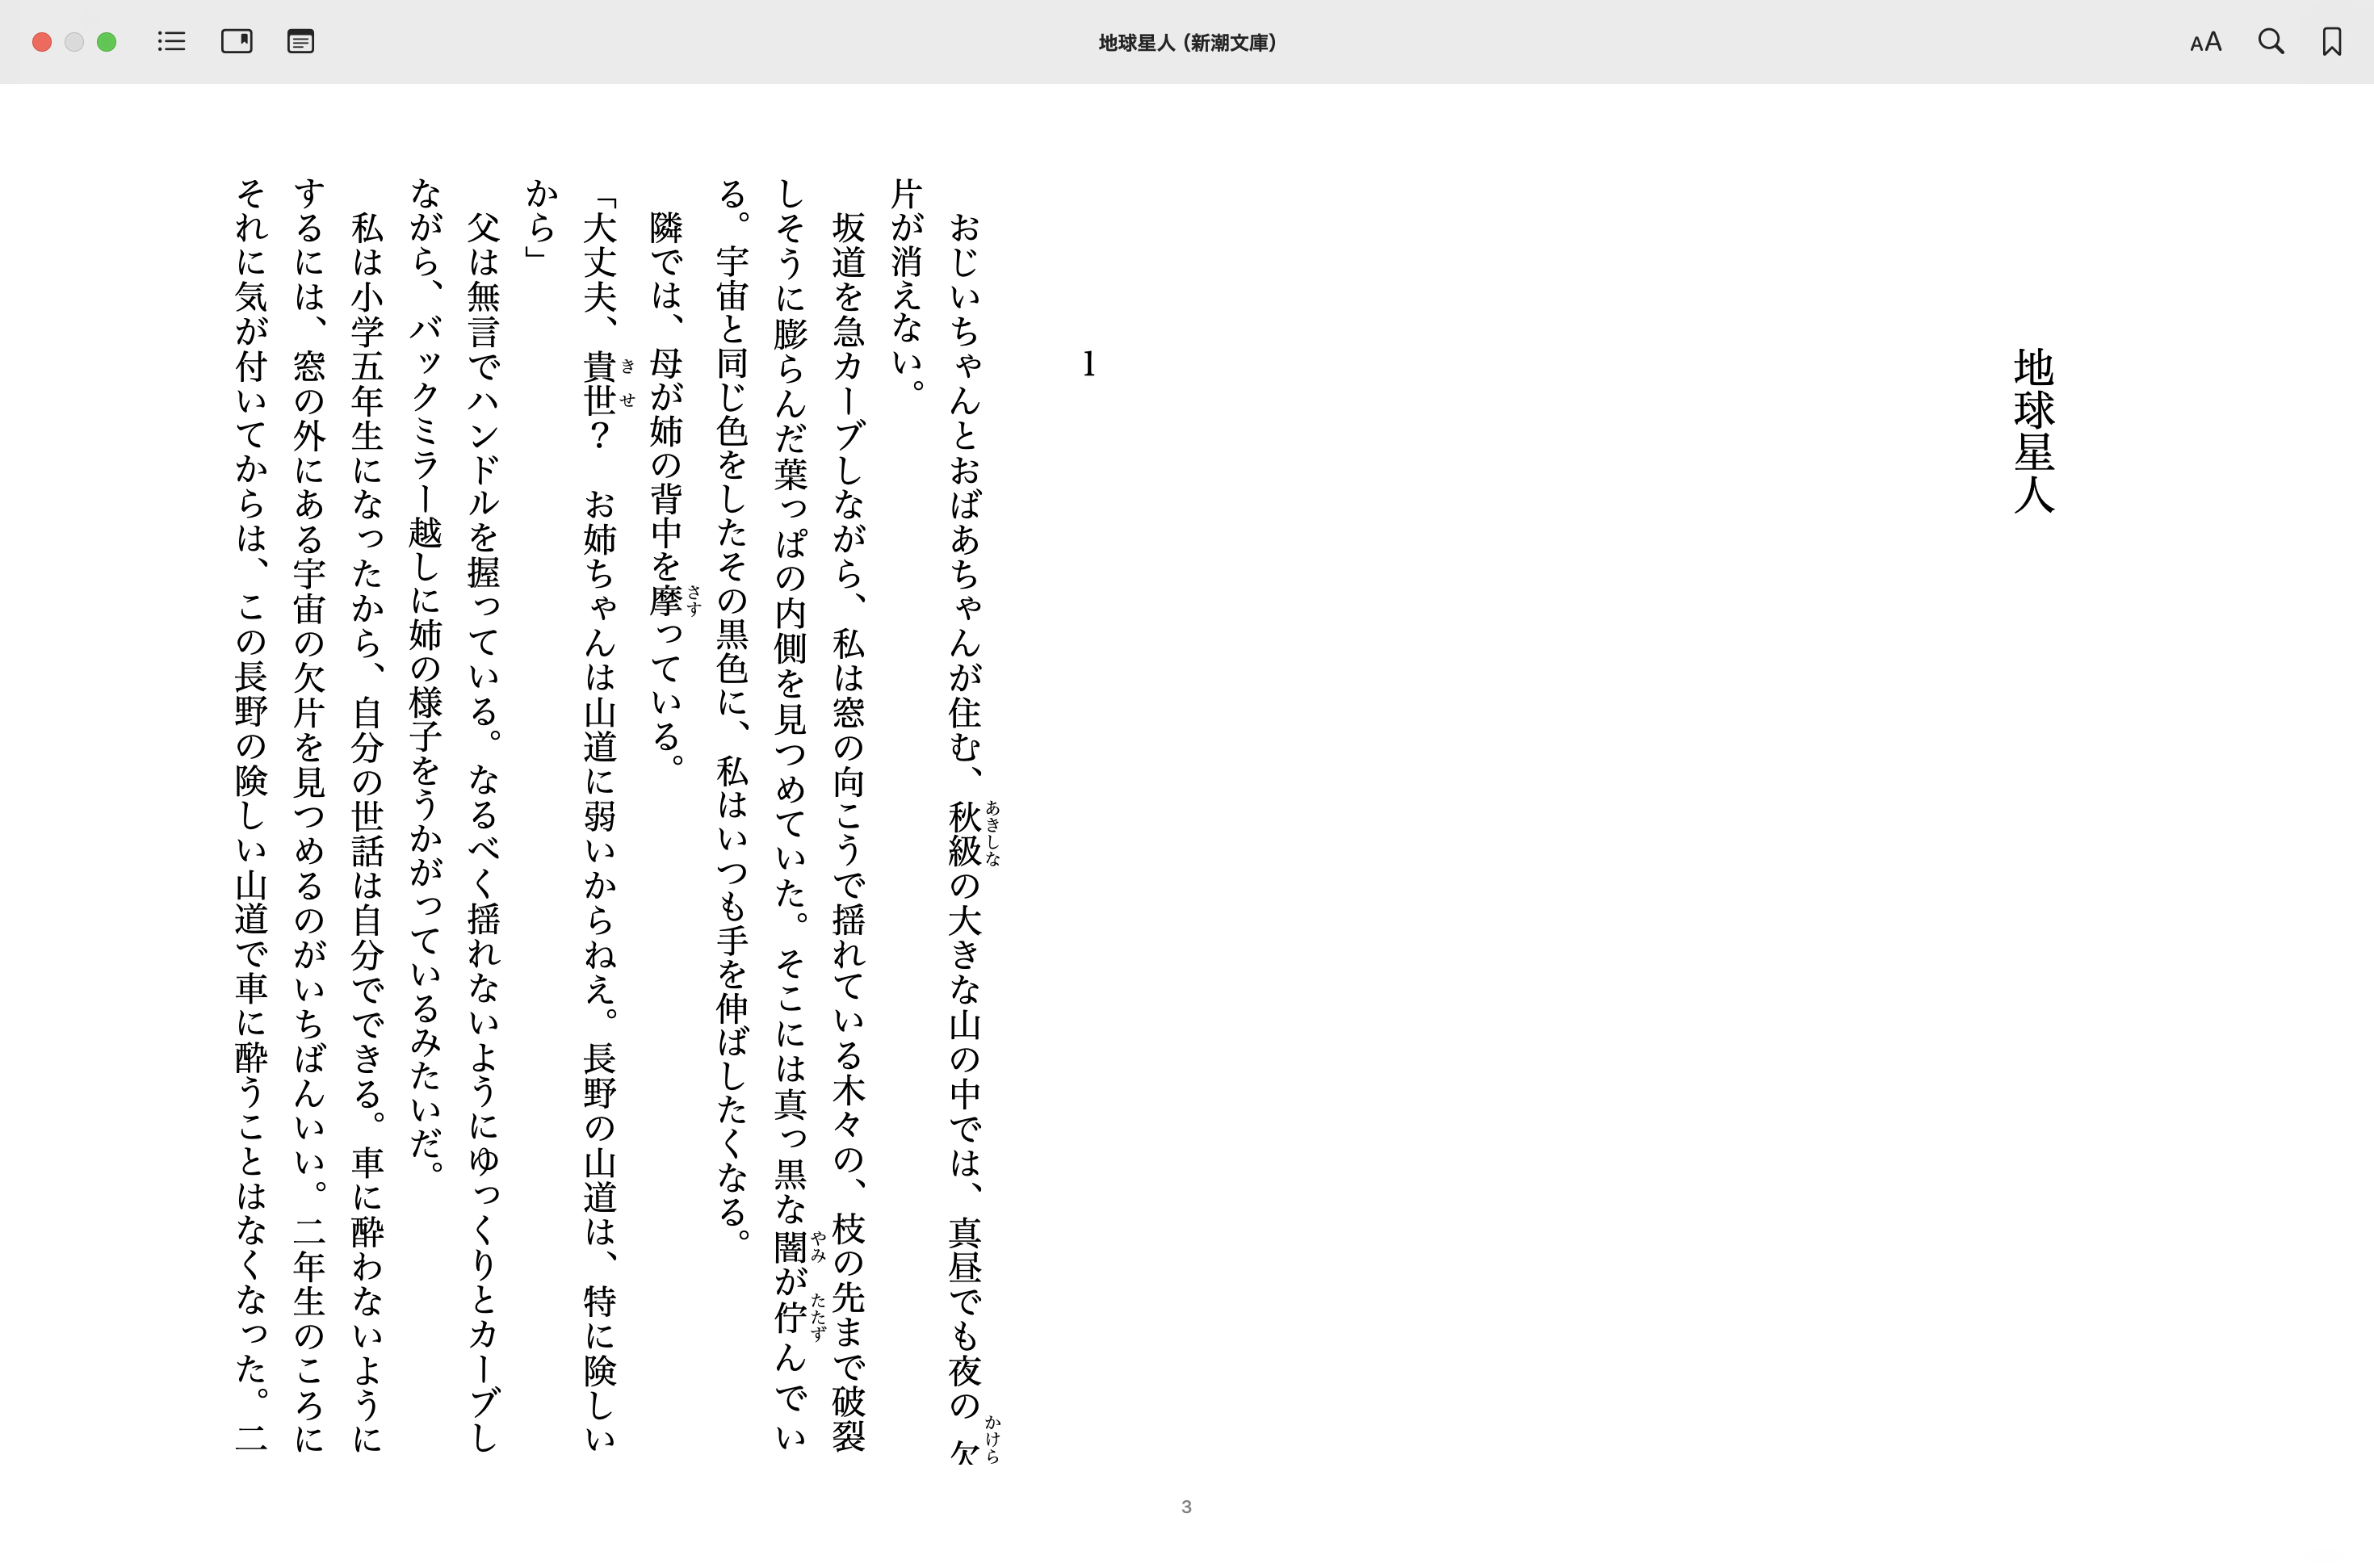 地球星人（新潮文庫）
AA
地球星人
1
おじいちゃんとおばあちゃんが住む、秋級の大きな山の中では、真昼でも夜の欠
あきしな
かけら
片が消えない。
坂道を急カーブしながら、私は窓の向こうで揺れている木々の、枝の先まで破裂
しそうに膨らんだ葉っぱの内側を見つめていた。そこには真っ黒な闇が佇んでい
やみ
たたず
る。宇宙と同じ色をしたその黒色に、私はいつも手を伸ばしたくなる。
隣では、母が姉の背中を摩っている。
さす
「大丈夫、貴世？　お姉ちゃんは山道に弱いからねえ。長野の山道は、特に険しい
きせ
から」
父は無言でハンドルを握っている。なるべく揺れないようにゆっくりとカーブし
ながら、バックミラー越しに姉の様子をうかがっているみたいだ。
私は小学五年生になったから、自分の世話は自分でできる。車に酔わないように
するには、窓の外にある宇宙の欠片を見つめるのがいちばんいい。二年生のころに
それに気が付いてからは、この長野の険しい山道で車に酔うことはなくなった。二
3